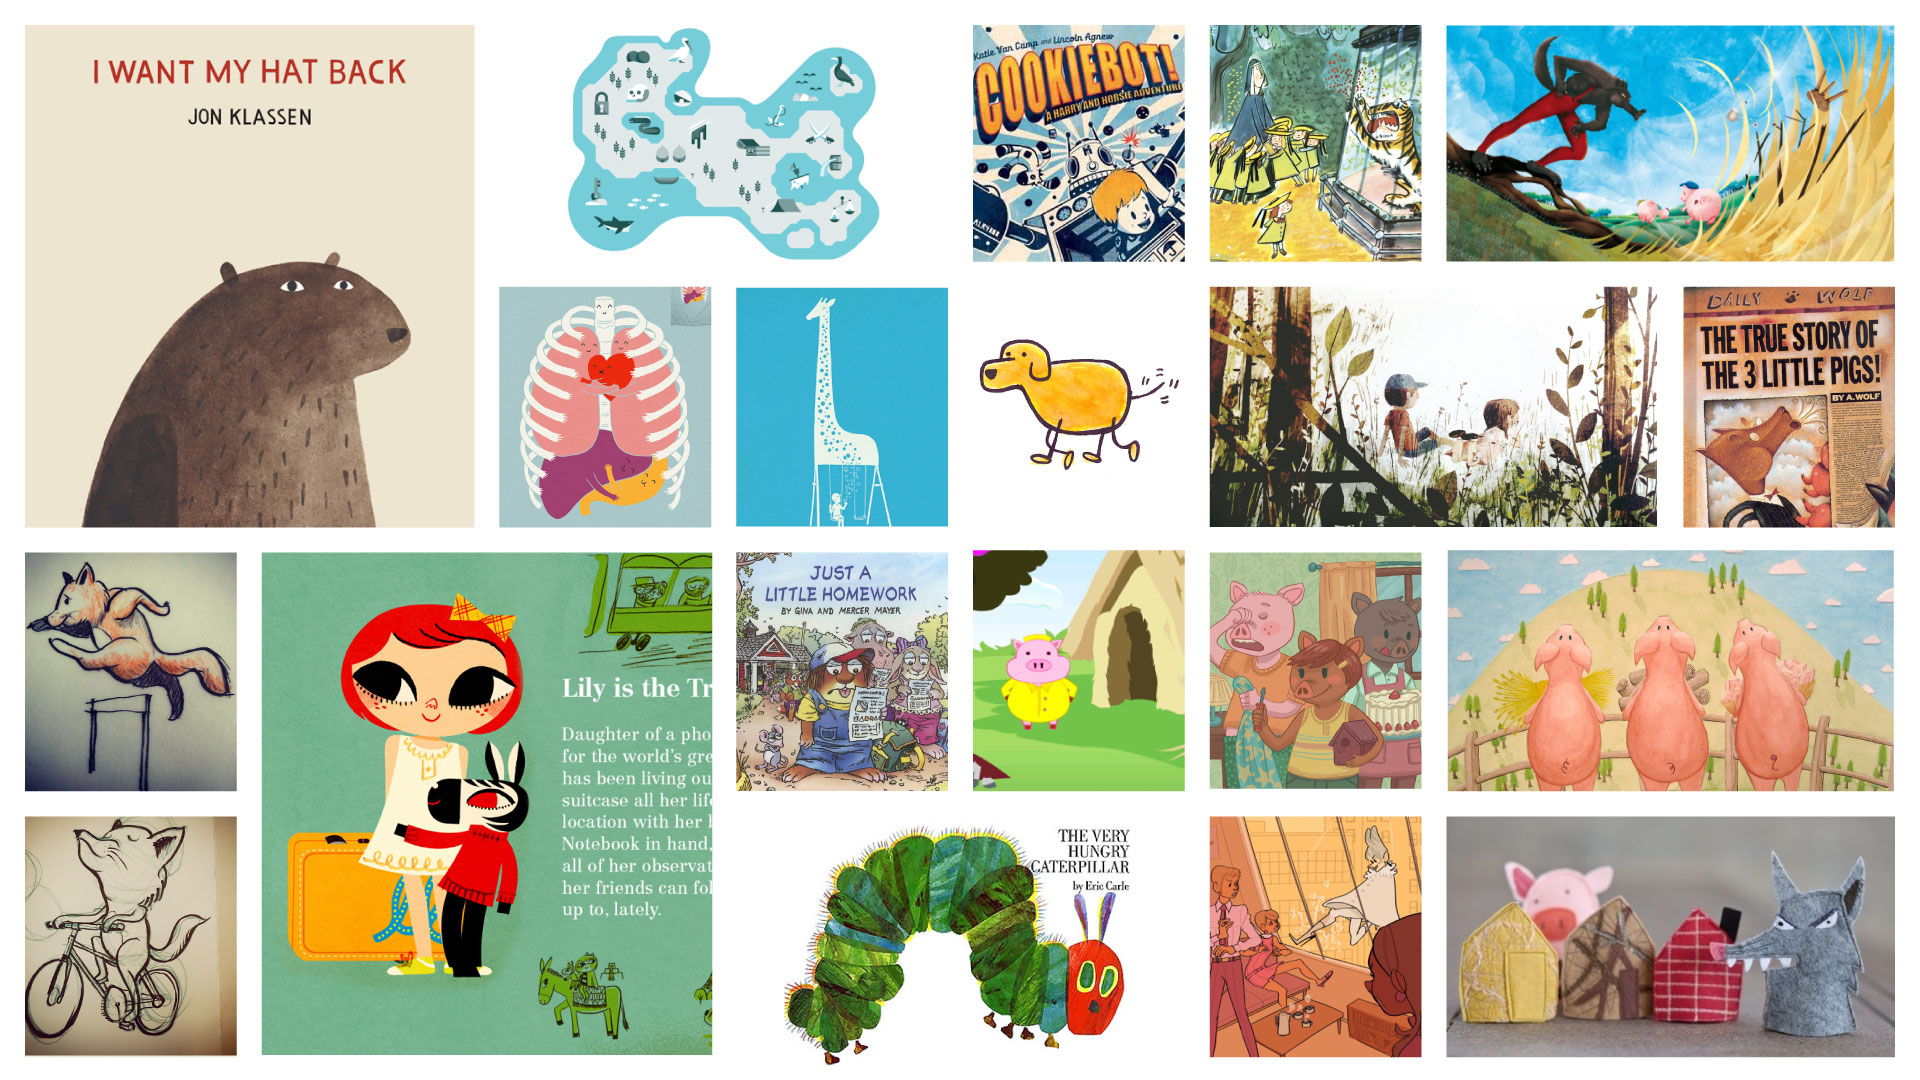 I WANT MY HAT BACK
JON KLASSEN
Katie Van Camp and Lincoln Agnew
COOKIEBOT!
A HARRY AND HORSIE ADVENTURE
DAILY WOLF
THE TRUE STORY OF
THE 3 LITTLE PIGS!
BY A. WOLF
Lily is the Tr
Daughter of a pho
for the world's gre
has been living ou
suitcase all her life
location with her b
Notebook in hand,
all of her observat
her friends can fol
up to, lately.
JUST A
LITTLE HOMEWORK
BY GINA AND MERCER MAYER
THE VERY
HUNGRY
CATERPILLAR
by Eric Carle